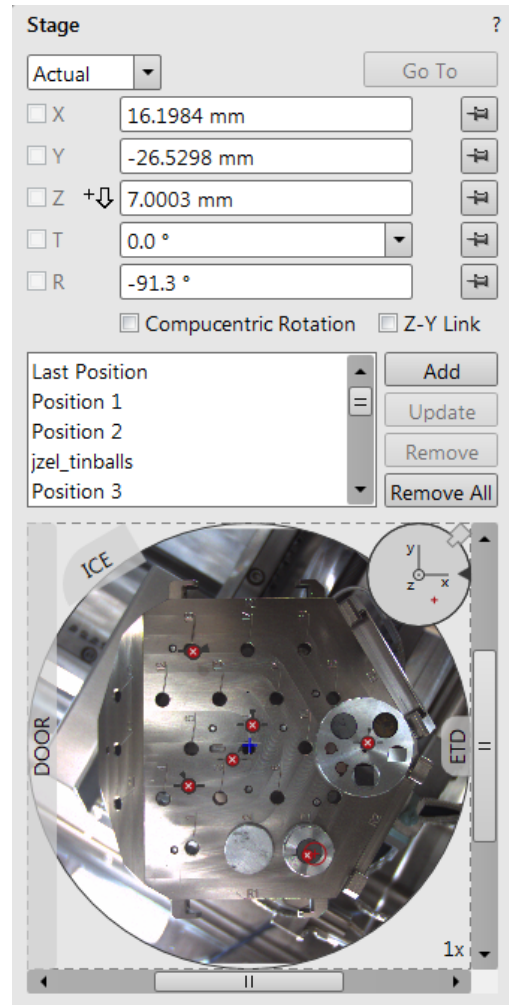 Stage ?
Actual Go To
X 16.1984 mm
Y -26.5298 mm
Z + 7.0003 mm
T 0.0 °
R -91.3 °
Compucentric Rotation Z-Y Link
Last Position Add
Position 1 Update
Position 2
jzel_tinballs Remove
Position 3 Remove All
ICE
y
z x
DOOR
ETD
R1
1x